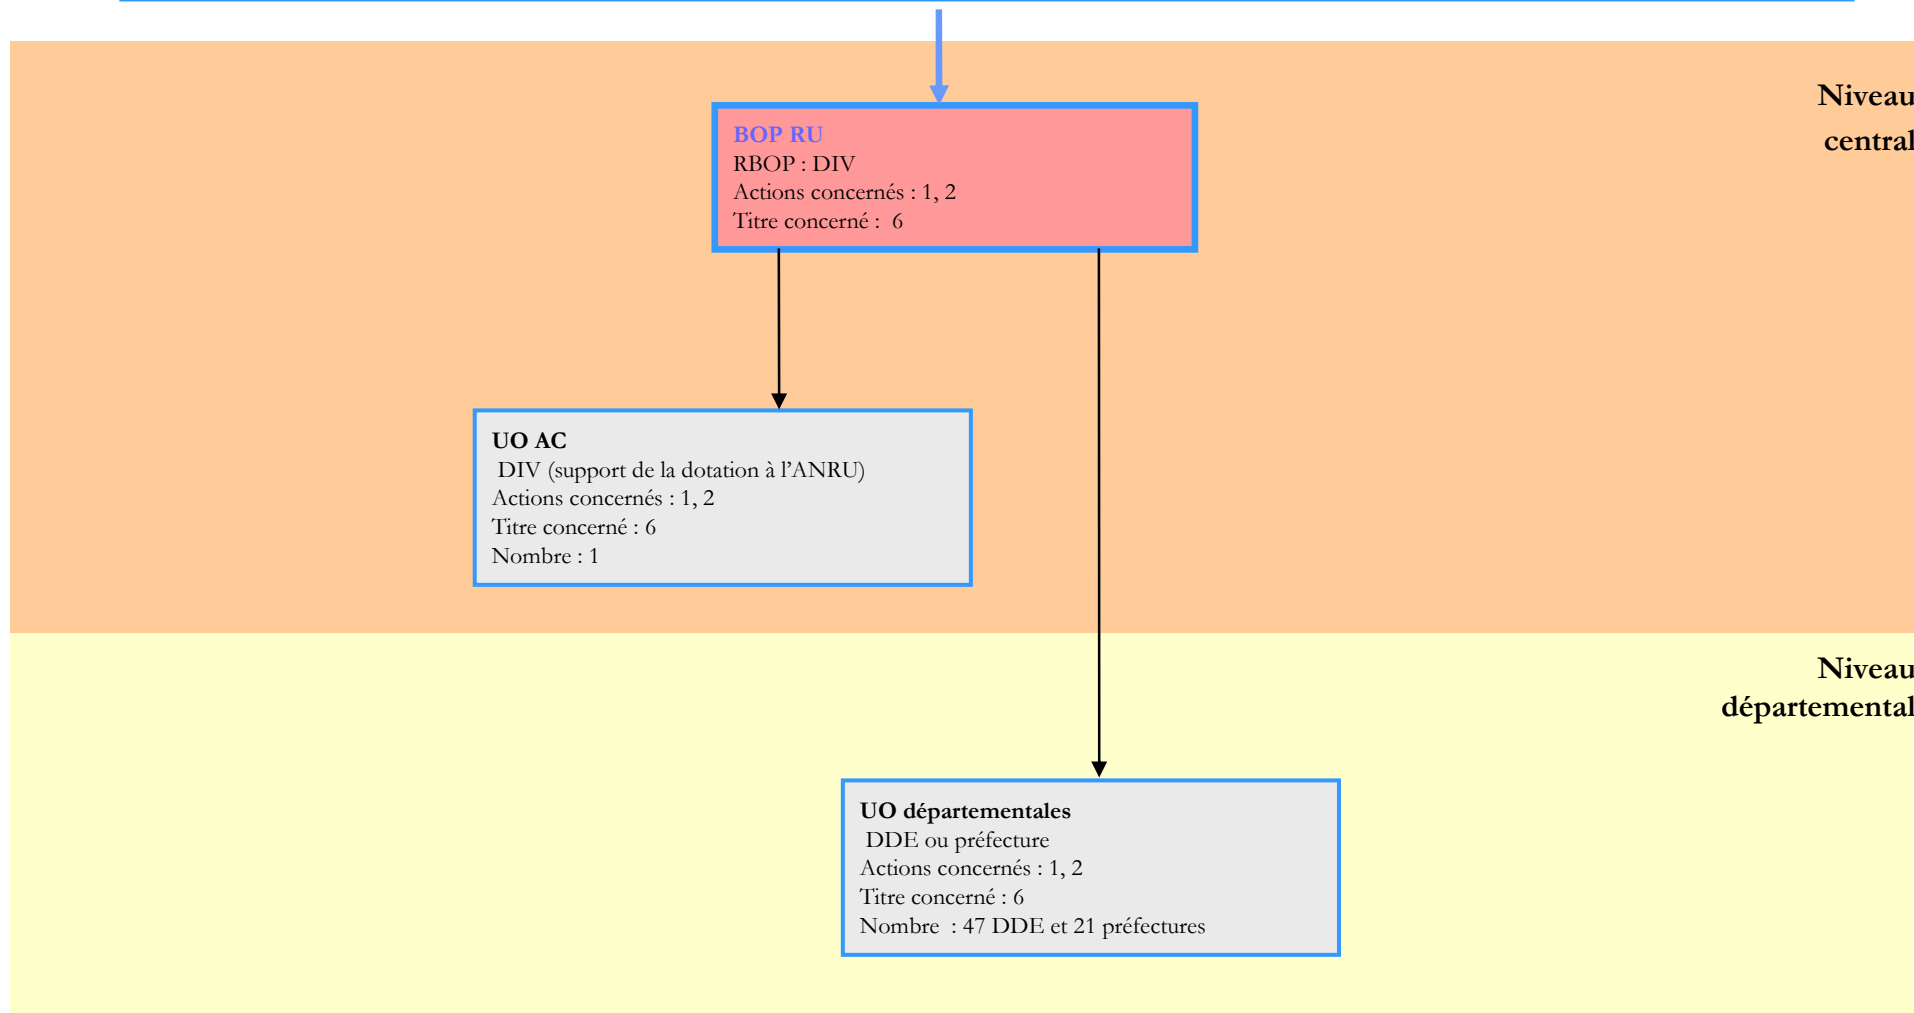 Niveau
central
BOP RU
RBOP : DIV
Actions concernés : 1, 2
Titre concerné :  6
UO AC
DIV (support de la dotation à l’ANRU)
Actions concernés : 1, 2
Titre concerné : 6
Nombre : 1
Niveau
départemental
UO départementales
DDE ou préfecture
Actions concernés : 1, 2
Titre concerné : 6
Nombre  : 47 DDE et 21 préfectures